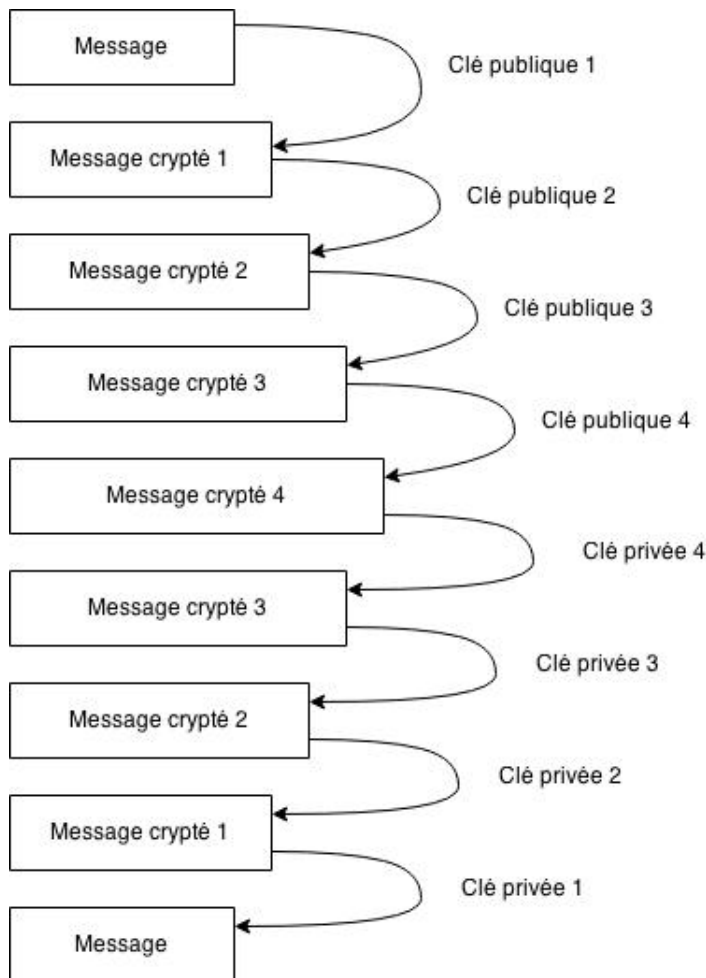 Message
Clé publique 1
Message crypté 1
Clé publique 2
Message crypté 2
Clé publique 3
Message crypté 3
Clé publique 4
Message crypté 4
Clé privée 4
Message crypté 3
Clé privée 3
Message crypté 2
Clé privée 2
Message crypté 1
Clé privée 1
Message